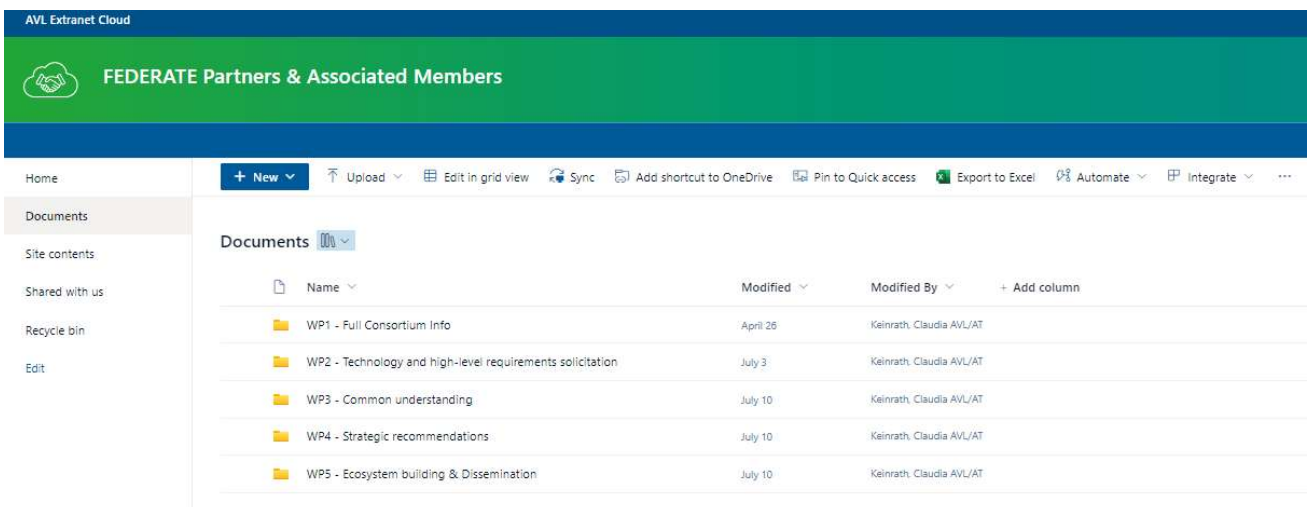 AVL Extranet Cloud
FEDERATE Partners & Associated Members
Home
Documents
Site contents
Shared with us
Recycle bin
Edit
+ New Upload Edit in grid view Sync Add shortcut to OneDrive Pin to Quick access Export to Excel Automate Integrate ...
Documents
Name Modified Modified By + Add column
WP1 - Full Consortium Info April 26 Keinrath, Claudia AVL/AT
WP2 - Technology and high-level requirements solicitation July 3 Keinrath, Claudia AVL/AT
WP3 - Common understanding July 10 Keinrath, Claudia AVL/AT
WP4 - Strategic recommendations July 10 Keinrath, Claudia AVL/AT
WP5 - Ecosystem building & Dissemination July 10 Keinrath, Claudia AVL/AT